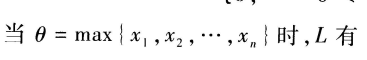 当 θ = max{x₁,x₂,⋯,xₙ}时,L 有